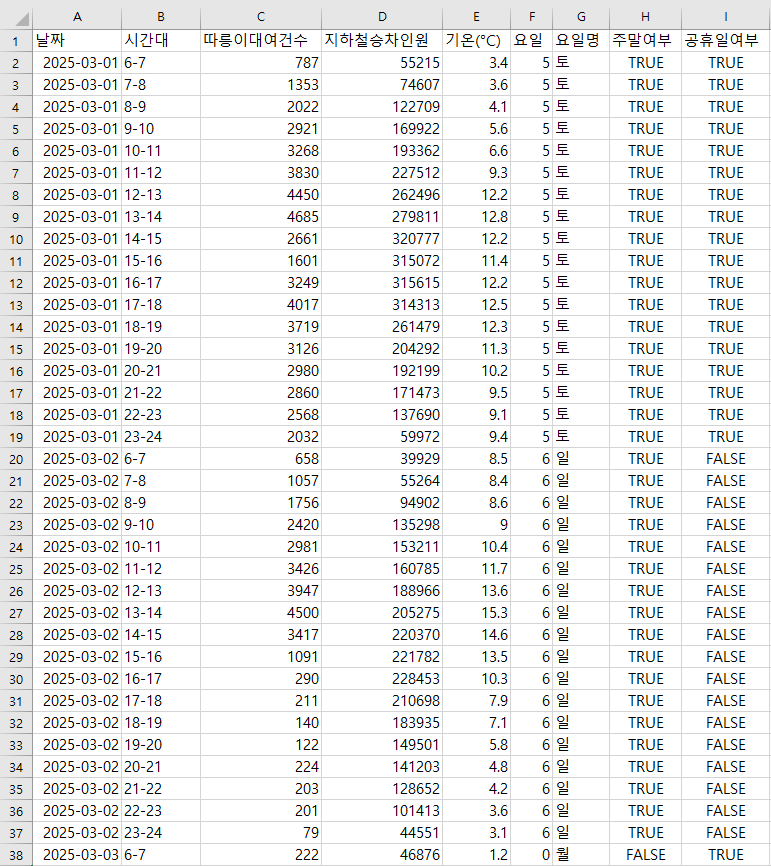 A B C D E F G H I
1 날짜 시간대 따릉이대여건수 지하철승차인원 기온(°C) 요일 요일명 주말여부 공휴일여부
2 2025-03-01 6-7 787 55215 3.4 5 토 TRUE TRUE
3 2025-03-01 7-8 1353 74607 3.6 5 토 TRUE TRUE
4 2025-03-01 8-9 2022 122709 4.1 5 토 TRUE TRUE
5 2025-03-01 9-10 2921 169922 5.6 5 토 TRUE TRUE
6 2025-03-01 10-11 3268 193362 6.6 5 토 TRUE TRUE
7 2025-03-01 11-12 3830 227512 9.3 5 토 TRUE TRUE
8 2025-03-01 12-13 4450 262496 12.2 5 토 TRUE TRUE
9 2025-03-01 13-14 4685 279811 12.8 5 토 TRUE TRUE
10 2025-03-01 14-15 2661 320777 12.2 5 토 TRUE TRUE
11 2025-03-01 15-16 1601 315072 11.4 5 토 TRUE TRUE
12 2025-03-01 16-17 3249 315615 12.2 5 토 TRUE TRUE
13 2025-03-01 17-18 4017 314313 12.5 5 토 TRUE TRUE
14 2025-03-01 18-19 3719 261479 12.3 5 토 TRUE TRUE
15 2025-03-01 19-20 3126 204292 11.3 5 토 TRUE TRUE
16 2025-03-01 20-21 2980 192199 10.2 5 토 TRUE TRUE
17 2025-03-01 21-22 2860 171473 9.5 5 토 TRUE TRUE
18 2025-03-01 22-23 2568 137690 9.1 5 토 TRUE TRUE
19 2025-03-01 23-24 2032 59972 9.4 5 토 TRUE TRUE
20 2025-03-02 6-7 658 39929 8.5 6 일 TRUE FALSE
21 2025-03-02 7-8 1057 55264 8.4 6 일 TRUE FALSE
22 2025-03-02 8-9 1756 94902 8.6 6 일 TRUE FALSE
23 2025-03-02 9-10 2420 135298 9 6 일 TRUE FALSE
24 2025-03-02 10-11 2981 153211 10.4 6 일 TRUE FALSE
25 2025-03-02 11-12 3426 160785 11.7 6 일 TRUE FALSE
26 2025-03-02 12-13 3947 188966 13.6 6 일 TRUE FALSE
27 2025-03-02 13-14 4500 205275 15.3 6 일 TRUE FALSE
28 2025-03-02 14-15 3417 220370 14.6 6 일 TRUE FALSE
29 2025-03-02 15-16 1091 221782 13.5 6 일 TRUE FALSE
30 2025-03-02 16-17 290 228453 10.3 6 일 TRUE FALSE
31 2025-03-02 17-18 211 210698 7.9 6 일 TRUE FALSE
32 2025-03-02 18-19 140 183935 7.1 6 일 TRUE FALSE
33 2025-03-02 19-20 122 149501 5.8 6 일 TRUE FALSE
34 2025-03-02 20-21 224 141203 4.8 6 일 TRUE FALSE
35 2025-03-02 21-22 203 128652 4.2 6 일 TRUE FALSE
36 2025-03-02 22-23 201 101413 3.6 6 일 TRUE FALSE
37 2025-03-02 23-24 79 44551 3.1 6 일 TRUE FALSE
38 2025-03-03 6-7 222 46876 1.2 0 월 FALSE TRUE